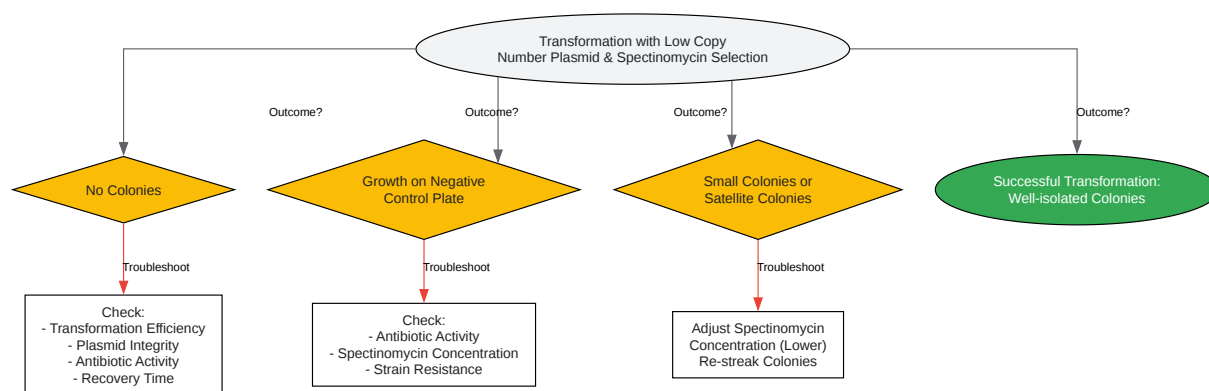 Transformation with Low Copy
Number Plasmid & Spectinomycin Selection
Outcome?
Outcome?
Outcome?
Outcome?
No Colonies
Growth on Negative
Control Plate
Small Colonies or
Satellite Colonies
Successful Transformation:
Well-isolated Colonies
Troubleshoot
Troubleshoot
Troubleshoot
Check:
- Transformation Efficiency
- Plasmid Integrity
- Antibiotic Activity
- Recovery Time
Check:
- Antibiotic Activity
- Spectinomycin Concentration
- Strain Resistance
Adjust Spectinomycin
Concentration (Lower)
Re-streak Colonies